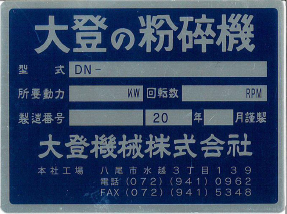 大登の粉砕機
型式 DN-
所要動力 KW 回転数 RPM
製造番号 20 年 月謹製
大登機械株式会社
本社工場 八尾市水越3丁目139
電話 (072) (941) 0962
FAX (072) (941) 5348